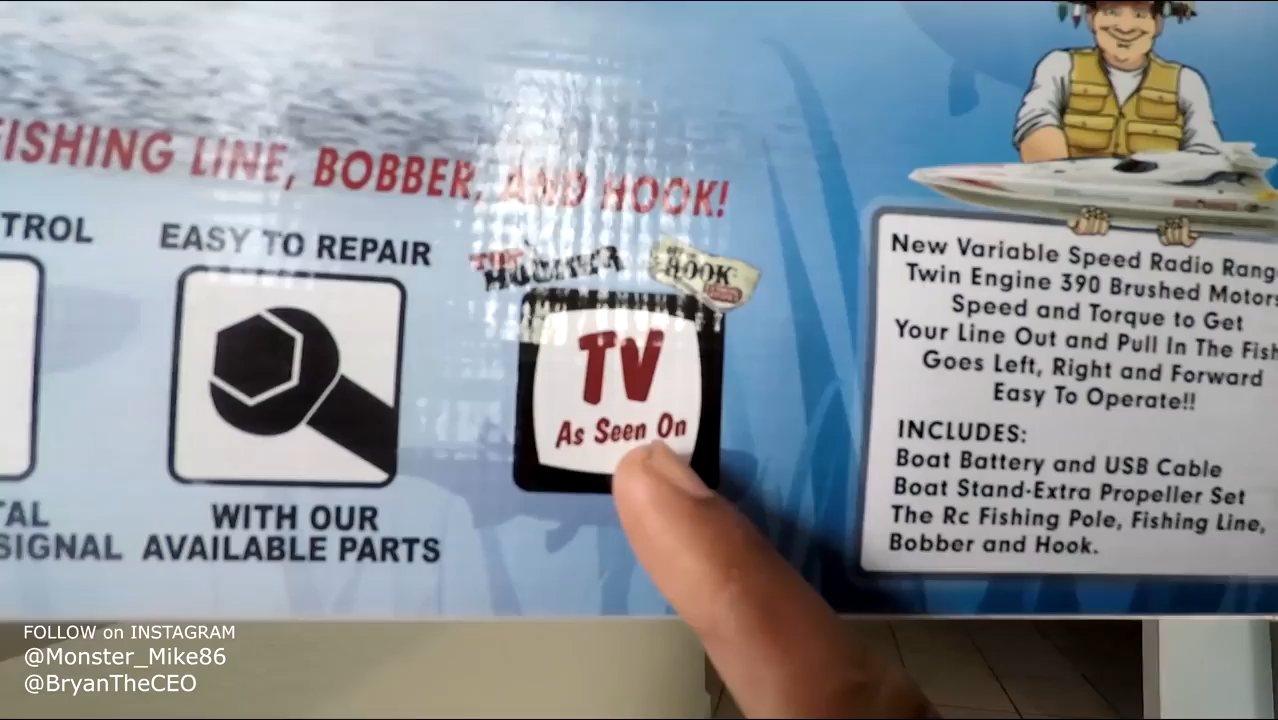 FISHING LINE, BOBBER, AND HOOK!
TROL
EASY TO REPAIR
WITH OUR
AVAILABLE PARTS
TAL
SIGNAL
HOOK
TV
As Seen On
New Variable Speed Radio Rang
Twin Engine 390 Brushed Motors
Speed and Torque to Get
Your Line Out and Pull In The Fish
Goes Left, Right and Forward
Easy To Operate!!
INCLUDES:
Boat Battery and USB Cable
Boat Stand-Extra Propeller Set
The Rc Fishing Pole, Fishing Line,
Bobber and Hook.
FOLLOW on INSTAGRAM
@Monster_Mike86
@BryanTheCEO